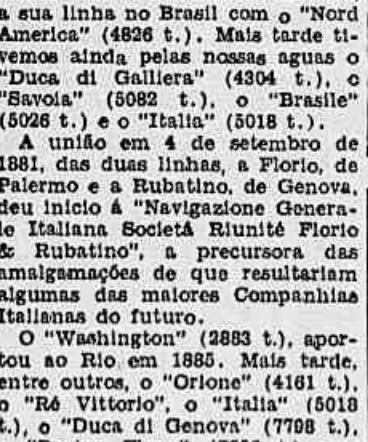 a sua linha no Brasil com o "Nord
America" (4826 t.). Mais tarde ti-
vemos ainda pelas nossas aguas o
"Duca di Galliera" (4304 t.), o
"Savoia" (5082 t.), o "Brasile"
(5026 t.) e o "Italia" (5018 t.).
A união em 4 de setembro de
1881, das duas linhas, a Florio, de
Palermo e a Rubatino, de Genova,
deu inicio á "Navigazione Genera-
le Italiana Societá Riunité Florio
& Rubatino", a precursora das
amalgamações de que resultariam
algumas das maiores Companhias
Italianas do futuro.
O "Washington" (2883 t.), apor-
tou ao Rio em 1885. Mais tarde,
entre outros, o "Orione" (4161 t.),
o "Ré Vittorio", o "Italia" (5018
t.), o "Duca di Genova" (7798 t.),